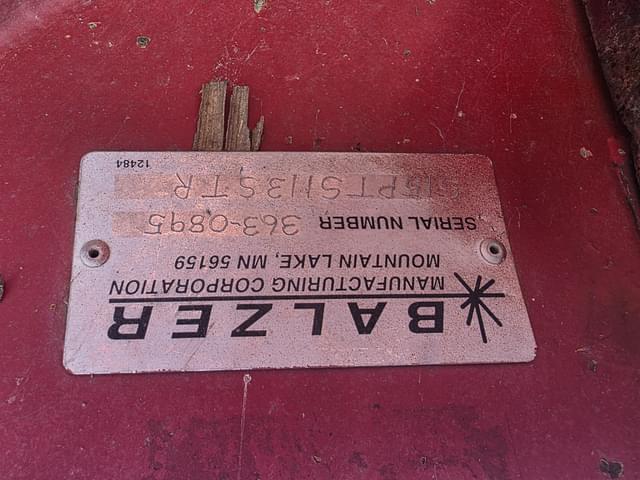 BALZER
MANUFACTURING CORPORATION
MOUNTAIN LAKE, MN 56159
SERIAL NUMBER 363-0895
12484